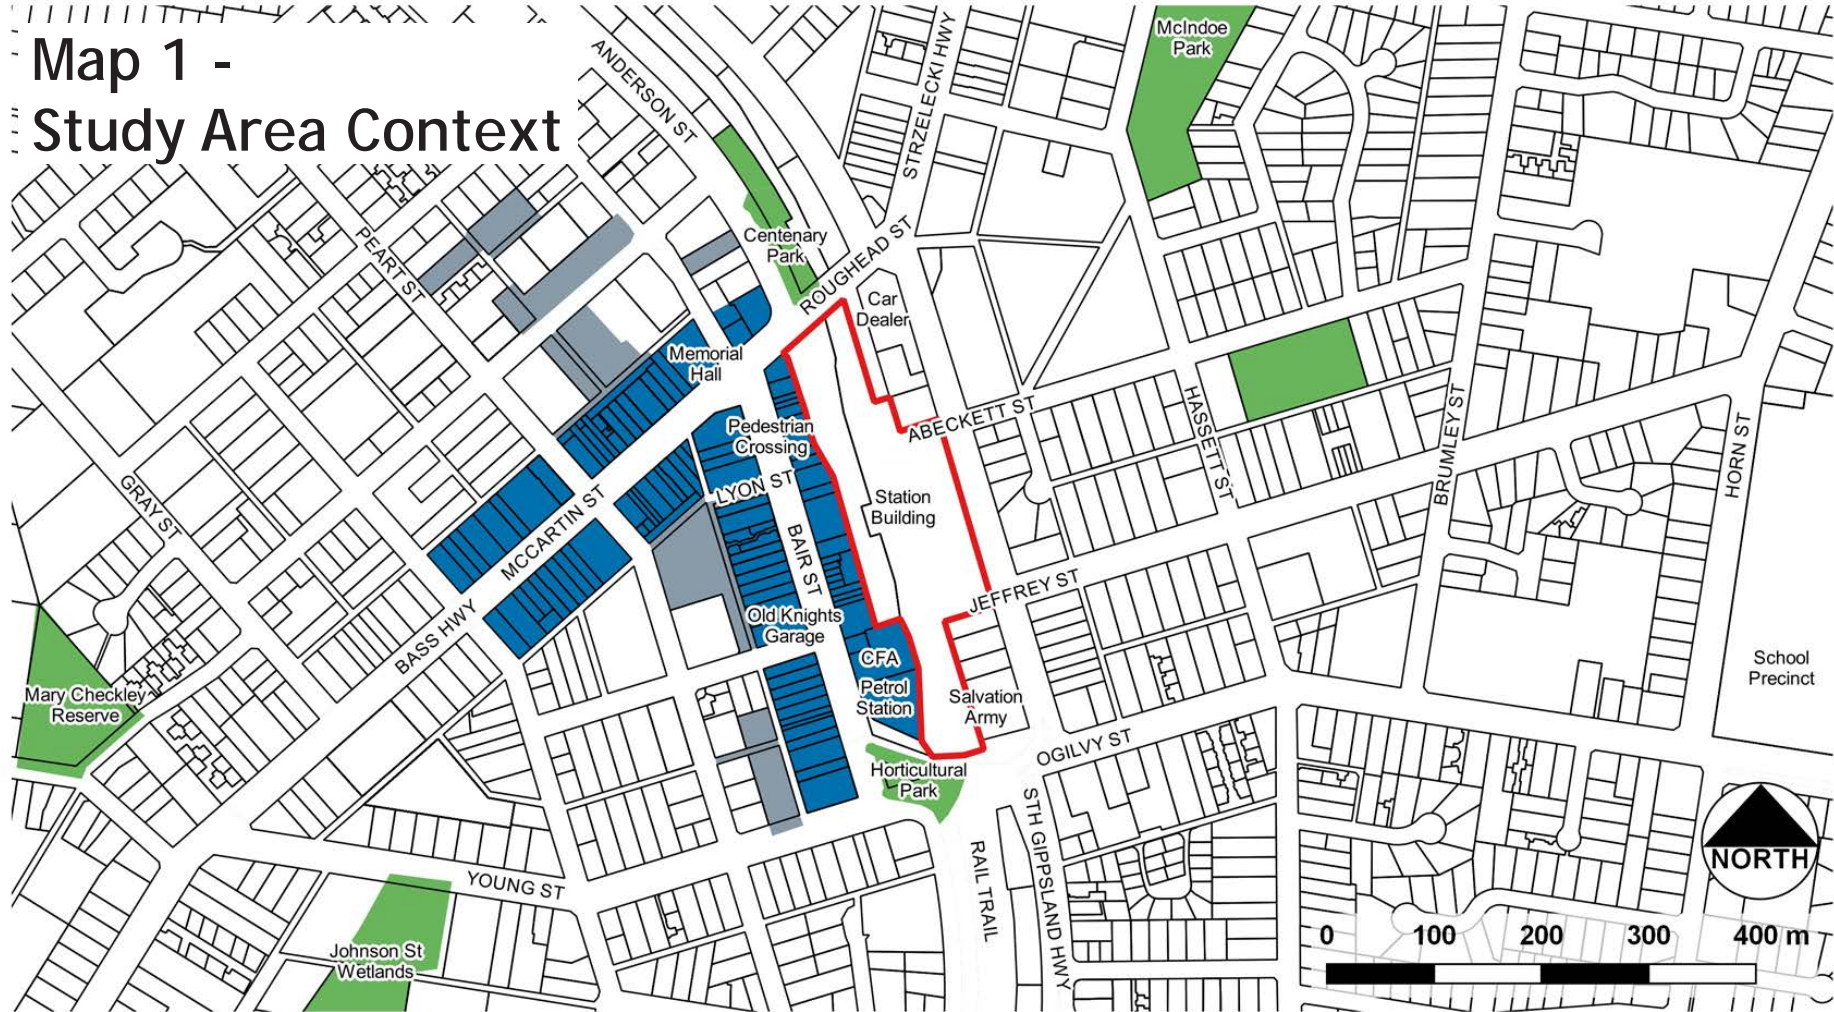 Map 1 -
Study Area Context
McIndoe
Park
ANDERSON ST
STRZELECKI HWY
PEART ST
Centenary
Park
ROUGHEAD ST
Car
Dealer
Memorial
Hall
Pedestrian
Crossing
ABECKETT ST
HASSETT ST
BRUMLEY ST
HORN ST
GRAY ST
MCCARTIN ST
LYON ST
BAIR ST
Station
Building
JEFFREY ST
BASS HWY
Old Knights
Garage
CFA
Petrol
Station
Salvation
Army
School
Precinct
Mary Checkley
Reserve
OGILVY ST
Horticultural
Park
STH GIPPSLAND HWY
RAIL TRAIL
YOUNG ST
Johnson St
Wetlands
NORTH
0 100 200 300 400 m